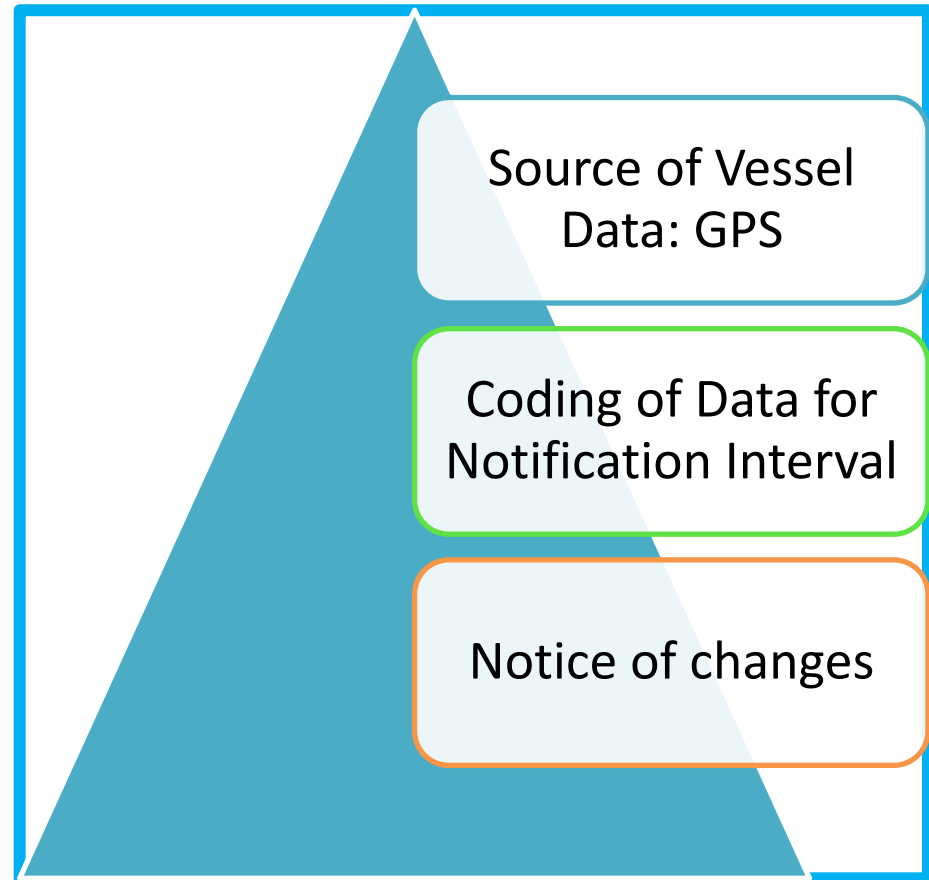 Source of Vessel
Data: GPS
Coding of Data for
Notification Interval
Notice of changes